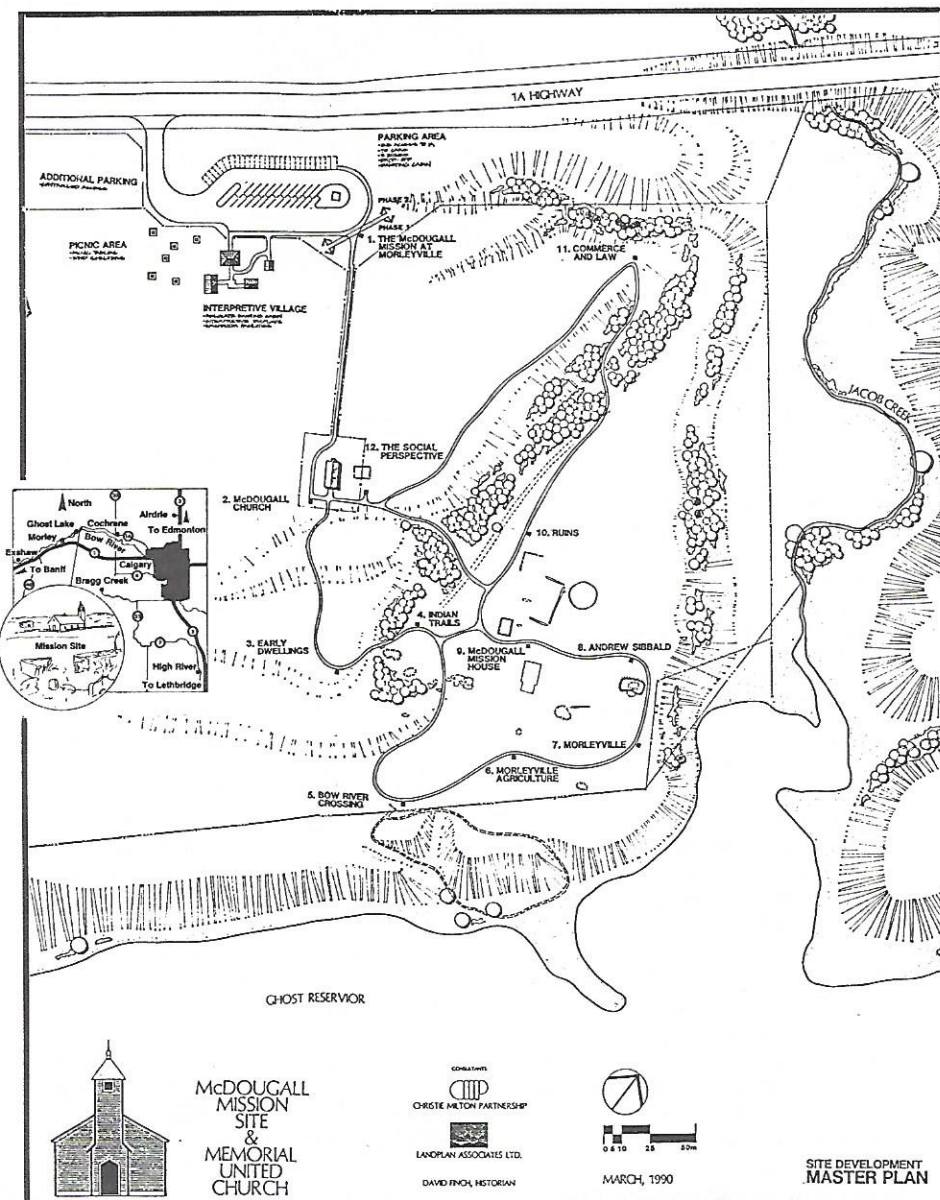 1A HIGHWAY
PARKING AREA
ADDITIONAL PARKING
PHASE 2
PHASE 1
PICNIC AREA
1. THE McDOUGALL
MISSION AT
MORLEYVILLE
11. COMMERCE
AND LAW
INTERPRETIVE VILLAGE
JACOB CREEK
12. THE SOCIAL
PERSPECTIVE
2. McDOUGALL
CHURCH
North
Airdrie
Ghost Lake
Cochrane
To Edmonton
Morley
Bow River
Exshaw
Calgary
To Banff
Bragg Creek
Mission Site
High River
To Lethbridge
10. RUINS
4. INDIAN
TRAILS
3. EARLY
DWELLINGS
9. McDOUGALL
MISSION
HOUSE
8. ANDREW SIBBALD
7. MORLEYVILLE
6. MORLEYVILLE
AGRICULTURE
5. BOW RIVER
CROSSING
GHOST RESERVIOR
McDOUGALL
MISSION
SITE
&
MEMORIAL
UNITED
CHURCH
CONSULTANTS
CHRISTIE MILTON PARTNERSHIP
LANDPLAN ASSOCIATES LTD.
DAVID FINCH, HISTORIAN
0 5 10 25 50m
MARCH, 1990
SITE DEVELOPMENT
MASTER PLAN